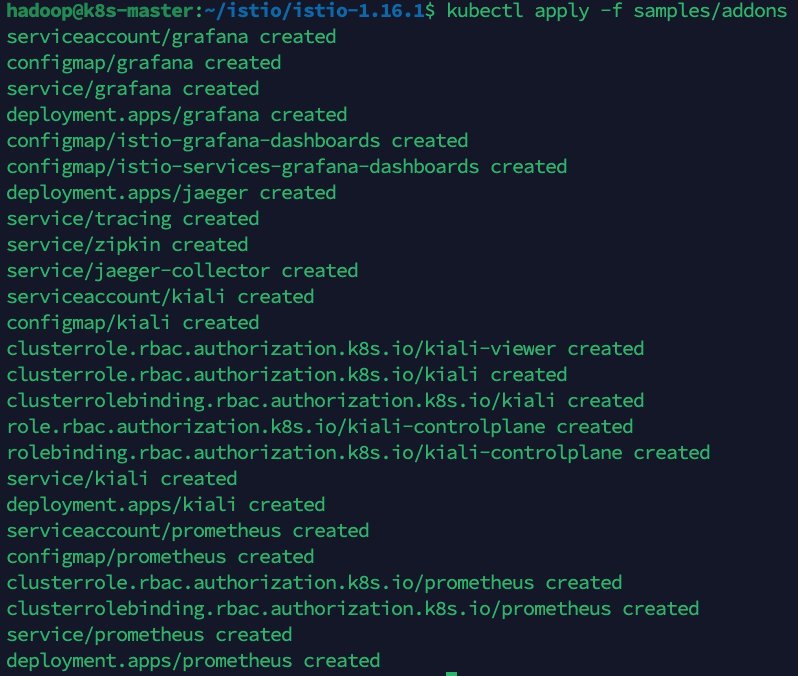 hadoop@k8s-master:~/istio/istio-1.16.1$ kubectl apply -f samples/addons
serviceaccount/grafana created
configmap/grafana created
service/grafana created
deployment.apps/grafana created
configmap/istio-grafana-dashboards created
configmap/istio-services-grafana-dashboards created
deployment.apps/jaeger created
service/tracing created
service/zipkin created
service/jaeger-collector created
serviceaccount/kiali created
configmap/kiali created
clusterrole.rbac.authorization.k8s.io/kiali-viewer created
clusterrole.rbac.authorization.k8s.io/kiali created
clusterrolebinding.rbac.authorization.k8s.io/kiali created
role.rbac.authorization.k8s.io/kiali-controlplane created
rolebinding.rbac.authorization.k8s.io/kiali-controlplane created
service/kiali created
deployment.apps/kiali created
serviceaccount/prometheus created
configmap/prometheus created
clusterrole.rbac.authorization.k8s.io/prometheus created
clusterrolebinding.rbac.authorization.k8s.io/prometheus created
service/prometheus created
deployment.apps/prometheus created